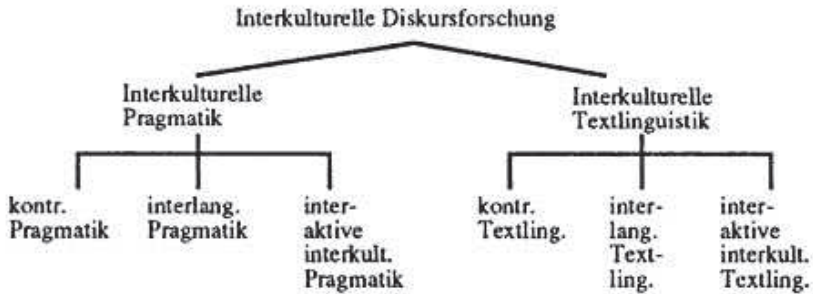 Interkulturelle Diskursforschung
Interkulturelle
Pragmatik
Interkulturelle
Textlinguistik
kontr.
Pragmatik
interlang.
Pragmatik
inter-
aktive
interkult.
Pragmatik
kontr.
Textling.
inter-
lang.
Text-
ling.
inter-
aktive
interkult.
Textling.